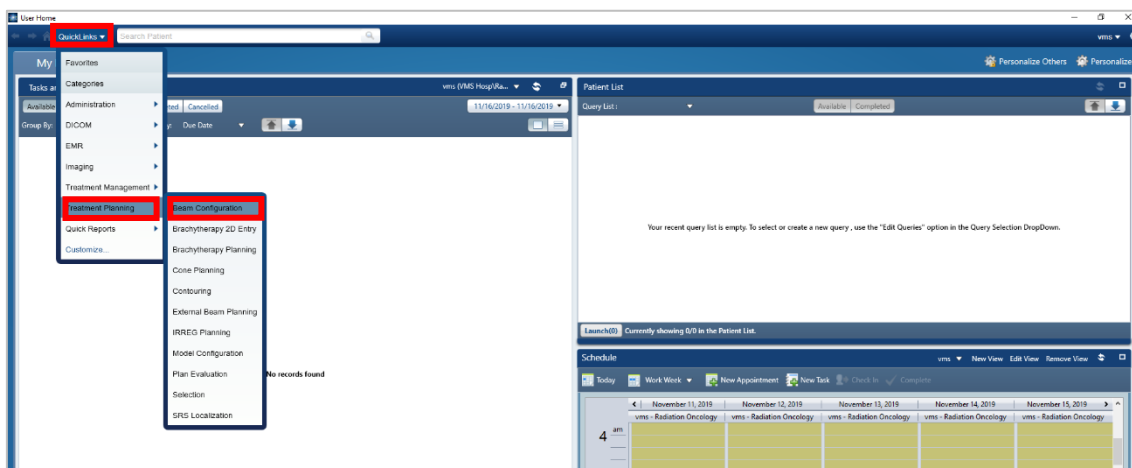 User Home
QuickLinks
Search Patient
vms
My
Personalize Others
Personalize
Favorites
Categories
Administration
DICOM
EMR
Imaging
Treatment Management
Treatment Planning
Quick Reports
Customize...
Beam Configuration
Brachytherapy 2D Entry
Brachytherapy Planning
Cone Planning
Contouring
External Beam Planning
IRREG Planning
Model Configuration
Plan Evaluation
Selection
SRS Localization
Tasks a
vms (VMS Hosp\Ra...
Available
Cancelled
11/16/2019 - 11/16/2019
Group By:
Due Date
No records found
Patient List
Query List :
Available Completed
Your recent query list is empty. To select or create a new query , use the "Edit Queries" option in the Query Selection DropDown.
Launch(0) Currently showing 0/0 in the Patient List.
Schedule
vms New View Edit View Remove View
Today Work Week New Appointment New Task Check In Complete
November 11, 2019 November 12, 2019 November 13, 2019 November 14, 2019 November 15, 2019
vms - Radiation Oncology vms - Radiation Oncology vms - Radiation Oncology vms - Radiation Oncology vms - Radiation Oncology
4 am